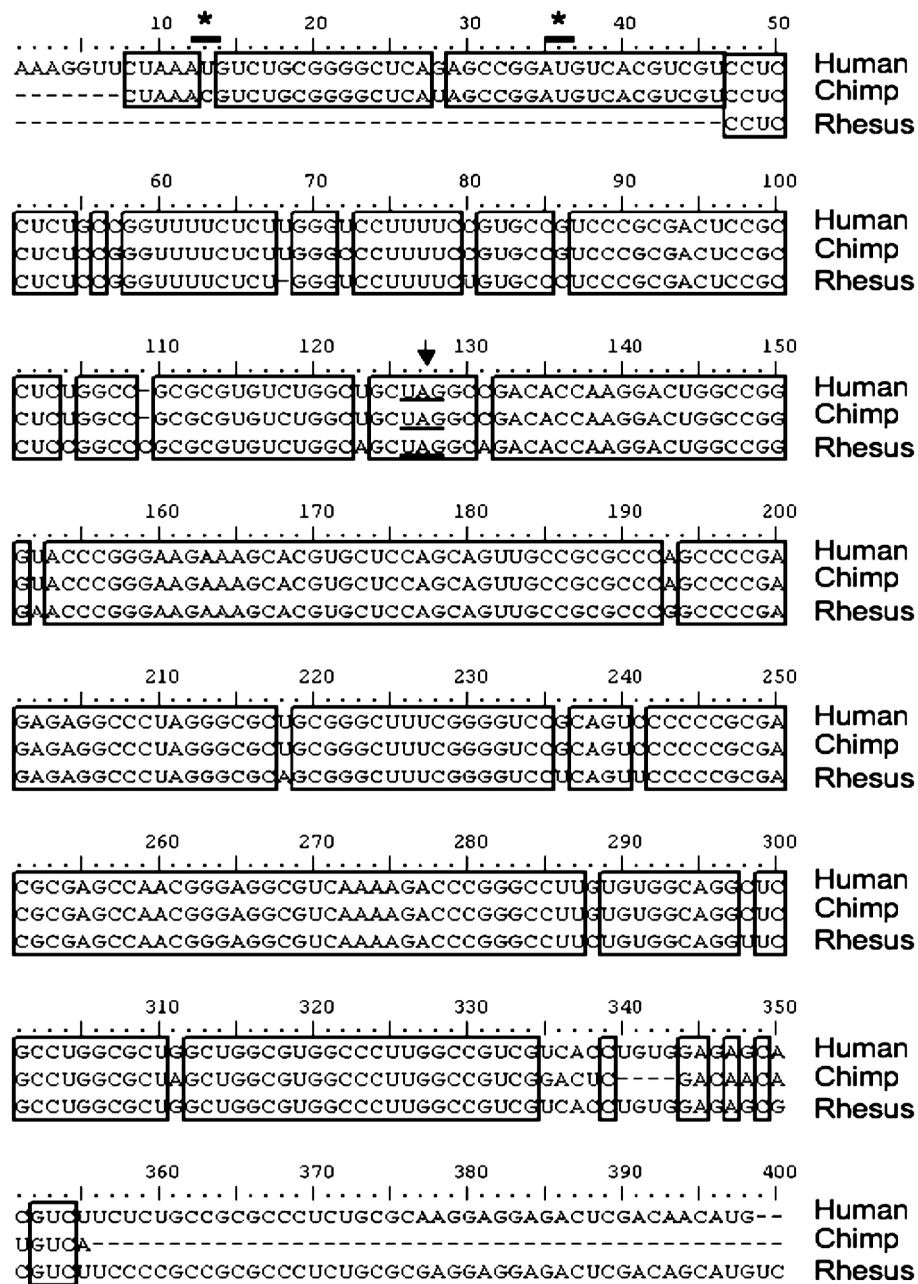 * *
10 20 30 40 50
AAAGGUUCUAAAUGUCUGCGGGGCUCAGAGCCGGAUGUCACGUCGUCCUC Human
-------CUAAACGUCUGCGGGGCUCAUAGCCGGAUGUCACGUCGUCCUC Chimp
----------------------------------------------CCUC Rhesus
60 70 80 90 100
CUCUGCCGGUUUUCUCUUGGGUCCUUUUCCGUGCCGUCCCGCGACUCCGC Human
CUCUCCGGGUUUUCUCUUGGGCCCUUUUCCGUGCCGUCCCGCGACUCCGC Chimp
CUCUCCGGGUUUUCUCU-GGGUCCUUUUCUGUGCCCUCCCGCGACUCCGC Rhesus
110 120 130 140 150
CUCUGGCC-GCGCGUGUCUGGCUGCUAGGCCGACACCAAGGACUGGCCGG Human
CUCUGGCC-GCGCGUGUCUGGCUGCUAGGCCGACACCAAGGACUGGCCGG Chimp
CUCCGGCCCGCGCGUGUCUGGCAGCUAGGCAGACACCAAGGACUGGCCGG Rhesus
160 170 180 190 200
GUACCCGGGAAGAAAGCACGUGCUCCAGCAGUUGCCGCGCCCAGCCCCGA Human
GUACCCGGGAAGAAAGCACGUGCUCCAGCAGUUGCCGCGCCCAGCCCCGA Chimp
GAACCCGGGAAGAAAGCACGUGCUCCAGCAGUUGCCGCGCCCGGCCCCGA Rhesus
210 220 230 240 250
GAGAGGCCCUAGGGCGCUGCGGGCUUUCGGGGUCCGCAGUCCCCCCGCGA Human
GAGAGGCCCUAGGGCGCUGCGGGCUUUCGGGGUCCGCAGUCCCCCCGCGA Chimp
GAGAGGCCCUAGGGCGCAGCGGGCUUUCGGGGUCCUCAGUUCCCCCGCGA Rhesus
260 270 280 290 300
CGCGAGCCAACGGGAGGCGUCAAAAGACCCGGGCCUUGUGUGGCAGGCUC Human
CGCGAGCCAACGGGAGGCGUCAAAAGACCCGGGCCUUGUGUGGCAGGCUC Chimp
CGCGAGCCAACGGGAGGCGUCAAAAGACCCGGGCCUUCUGUGGCAGGUUC Rhesus
310 320 330 340 350
GCCUGGCGCUGGCUGGCGUGGCCCUUGGCCGUCGUCACCUGUGGAGAGCA Human
GCCUGGCGCUAGCUGGCGUGGCCCUUGGCCGUCGGACUC----GACAACA Chimp
GCCUGGCGCUGGCUGGCGUGGCCCUUGGCCGUCGUCACCUGUGGAGAGCG Rhesus
360 370 380 390 400
CGUCUUCUCUGCCGCGCCCUCUGCGCAAGGAGGAGACUCGACAACAUG-- Human
UGUCA--------------------------------------------- Chimp
CGUCUUCCCCGCCGCGCCCUCUGCGCGAGGAGGAGACUCGACAGCAUGUC Rhesus